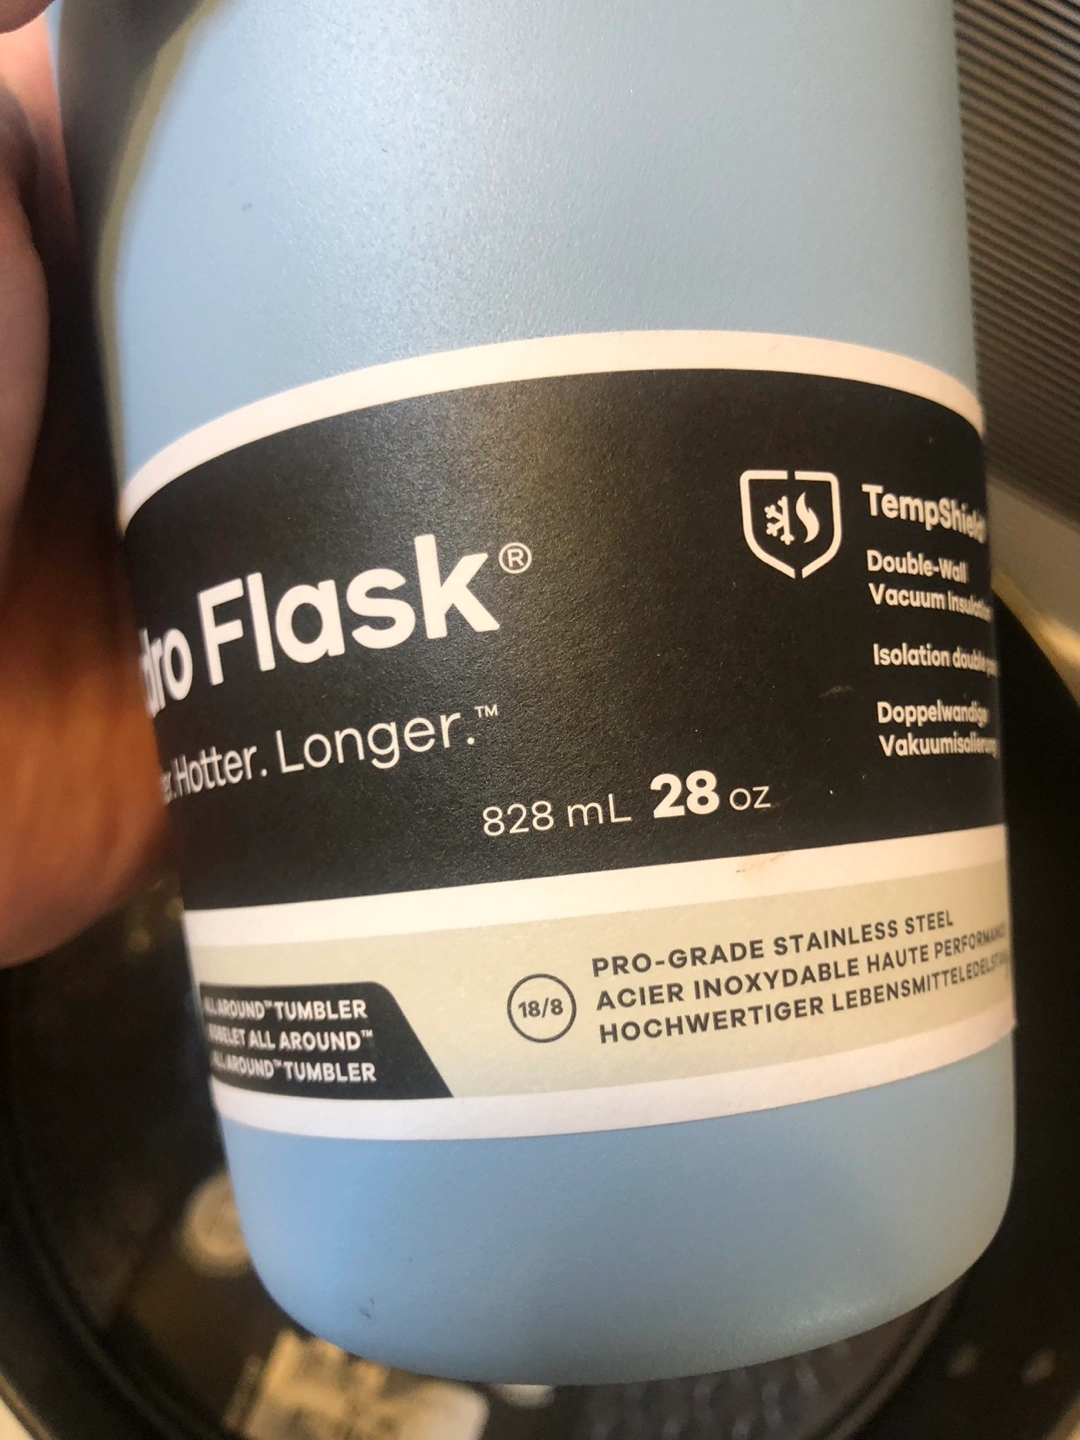 dro Flask®
er. Hotter. Longer.™
828 mL 28 oz
TempShield
Double-Wall
Vacuum Insulation
Isolation double
Doppelwandige
Vakuumisolierung
ALL AROUND™ TUMBLER
GOBELET ALL AROUND™
ALL AROUND™ TUMBLER
18/8
PRO-GRADE STAINLESS STEEL
ACIER INOXYDABLE HAUTE PERFORMANCE
HOCHWERTIGER LEBENSMITTELEDELSTA